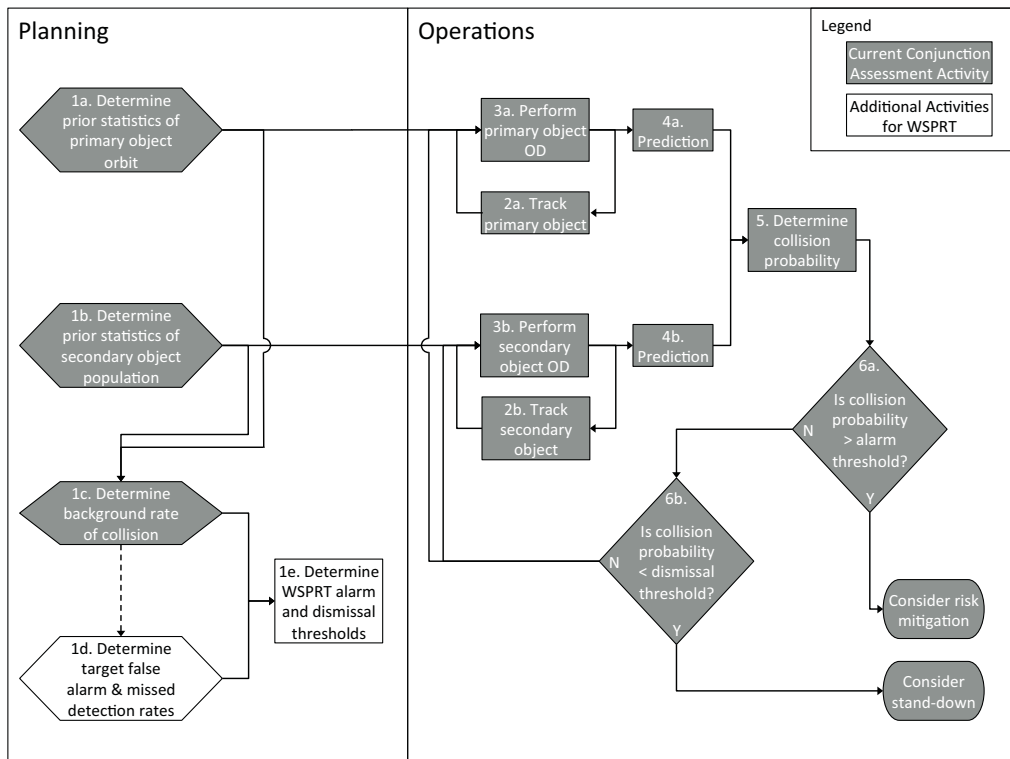 Planning
Operations
Legend
Current Conjunction
Assessment Activity
Additional Activities
for WSPRT
1a. Determine
prior statistics of
primary object
orbit
3a. Perform
primary object
OD
4a.
Prediction
2a. Track
primary object
5. Determine
collision
probability
1b. Determine
prior statistics of
secondary object
population
3b. Perform
secondary
object OD
4b.
Prediction
2b. Track
secondary
object
6a.
Is collision
probability
> alarm
threshold?
N
Y
1c. Determine
background rate
of collision
6b.
Is collision
probability
< dismissal
threshold?
N
Y
1e. Determine
WSPRT alarm
and dismissal
thresholds
1d. Determine
target false
alarm & missed
detection rates
Consider risk
mitigation
Consider
stand-down